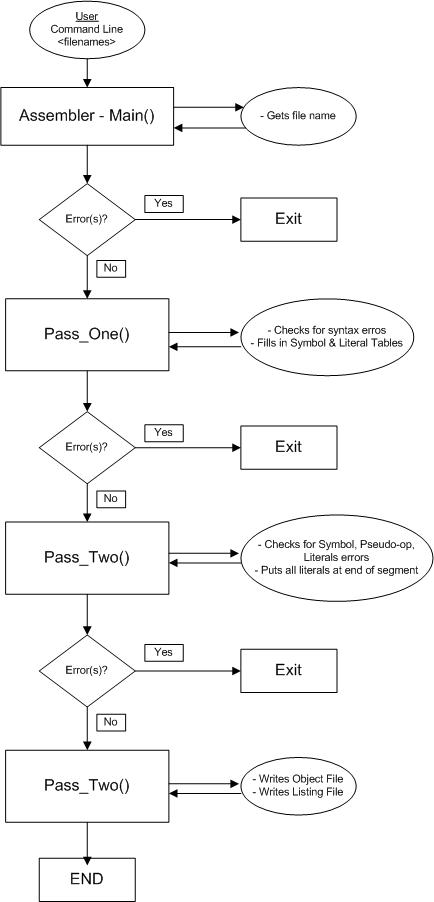 User
Command Line
<filenames>
Assembler - Main()
- Gets file name
Error(s)?
Yes
Exit
No
Pass_One()
- Checks for syntax erros
- Fills in Symbol & Literal Tables
Error(s)?
Yes
Exit
No
Pass_Two()
- Checks for Symbol, Pseudo-op,
Literals errors
- Puts all literals at end of segment
Error(s)?
Yes
Exit
No
Pass_Two()
- Writes Object File
- Writes Listing File
END